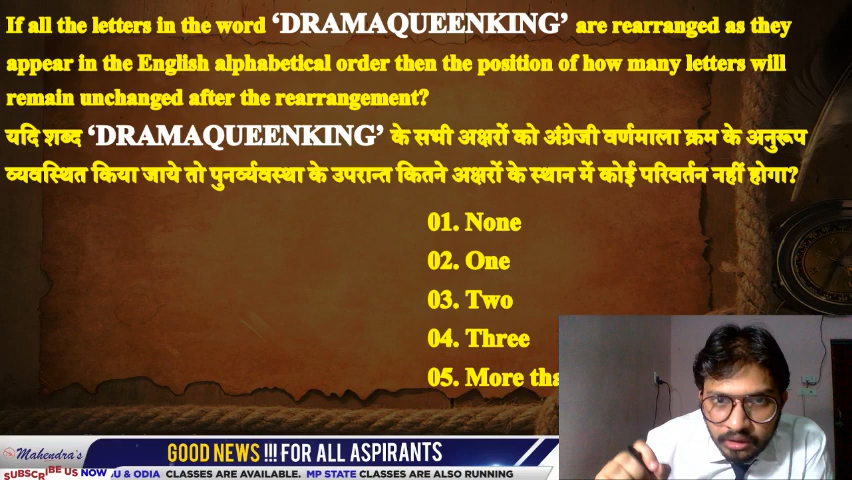 If all the letters in the word ‘DRAMAQUEENKING’ are rearranged as they
appear in the English alphabetical order then the position of how many letters will
remain unchanged after the rearrangement?
यदि शब्द ‘DRAMAQUEENKING’ के सभी अक्षरों को अंग्रेजी वर्णमाला क्रम के अनुरूप
व्यवस्थित किया जाये तो पुनर्व्यवस्था के उपरान्त कितने अक्षरों के स्थान में कोई परिवर्तन नहीं होगा?
01. None
02. One
03. Two
04. Three
05. More
Mahendra's
GOOD NEWS !!! FOR ALL ASPIRANTS
SUBSCRIBE US NOW U & ODIA CLASSES ARE AVAILABLE. MP STATE CLASSES ARE ALSO RUNNING